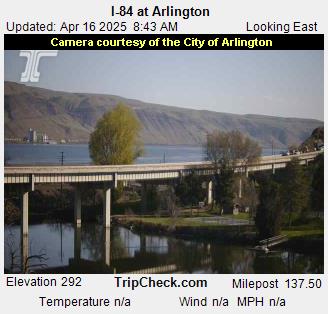 I-84 at Arlington
Updated: Apr 16 2025 8:43 AM Looking East
Camera courtesy of the City of Arlington
Elevation 292 TripCheck.com Milepost 137.50
Temperature n/a Wind n/a MPH n/a